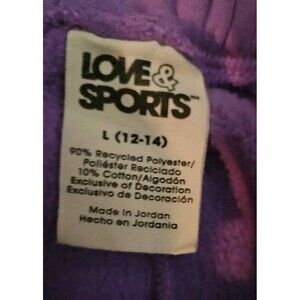 LOVE &
SPORTS™
L (12-14)
90% Recycled Polyester/
Poliéster Reciclado
10% Cotton/Algodón
Exclusive of Decoration
Exclusivo de Decoración
Made in Jordan
Hecho en Jordania